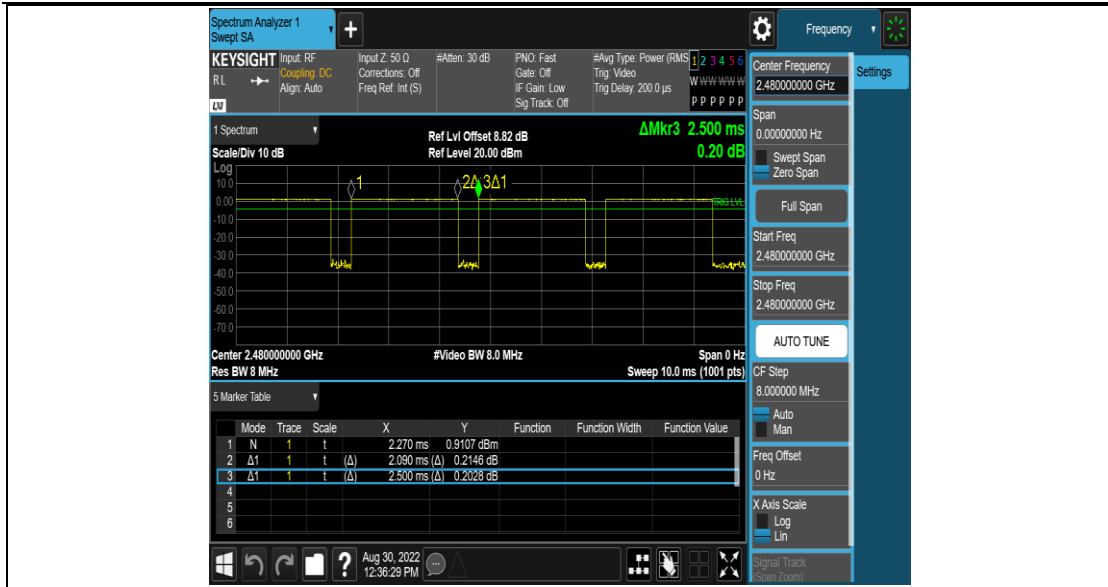 Spectrum Analyzer 1
Swept SA
+
Frequency
KEYSIGHT
RL
LXI
Input: RF
Coupling: DC
Align: Auto
Input Z: 50 Ω
Corrections: Off
Freq Ref: Int (S)
#Atten: 30 dB
PNO: Fast
Gate: Off
IF Gain: Low
Sig Track: Off
#Avg Type: Power (RMS
Trig: Video
Trig Delay: 200.0 µs
1 2 3 4 5 6
W W W W W W
P P P P P P
1 Spectrum
Scale/Div 10 dB
Ref Lvl Offset 8.82 dB
Ref Level 20.00 dBm
ΔMkr3 2.500 ms
0.20 dB
Log
1
2Δ1
3Δ1
10.0
0.00
TRIG LVL
-10.0
-20.0
-30.0
-40.0
-50.0
-60.0
-70.0
Center 2.480000000 GHz
#Video BW 8.0 MHz
Span 0 Hz
Res BW 8 MHz
Sweep 10.0 ms (1001 pts)
5 Marker Table
Mode Trace Scale X Y Function Function Width Function Value
1 N 1 t 2.270 ms 0.9107 dBm
2 Δ1 1 t (Δ) 2.090 ms (Δ) 0.2146 dB
3 Δ1 1 t (Δ) 2.500 ms (Δ) 0.2028 dB
4
5
6
?
Aug 30, 2022
12:36:29 PM
Center Frequency
2.480000000 GHz
Settings
Span
0.00000000 Hz
Swept Span
Zero Span
Full Span
Start Freq
2.480000000 GHz
Stop Freq
2.480000000 GHz
AUTO TUNE
CF Step
8.000000 MHz
Auto
Man
Freq Offset
0 Hz
X Axis Scale
Log
Lin
Signal Track
(Span Zoom)